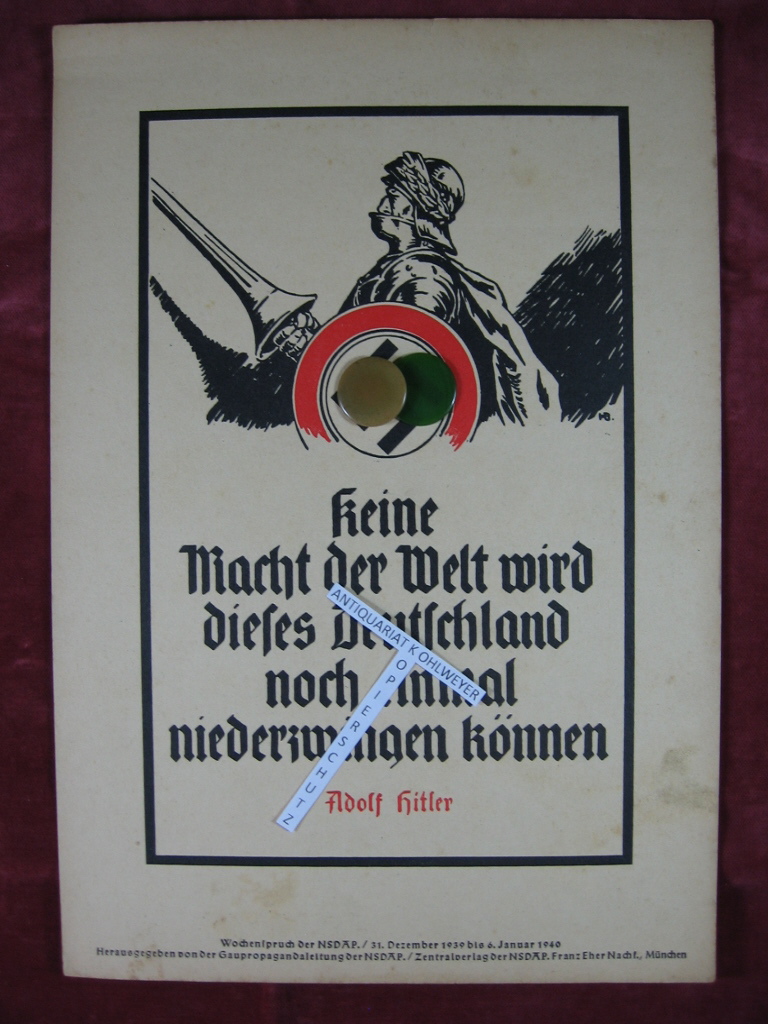 HB.
Keine
Macht der Welt wird
dieses Deutschland
noch einmal
niederzwingen können
ANTIQUARIAT KOHLWEYER
KOPIERSCHUTZ
Adolf Hitler
Wochenspruch der NSDAP. / 31. Dezember 1939 bis 6. Januar 1940
Herausgegeben von der Gaupropagandaleitung der NSDAP. / Zentralverlag der NSDAP. Franz Eher Nachf., München